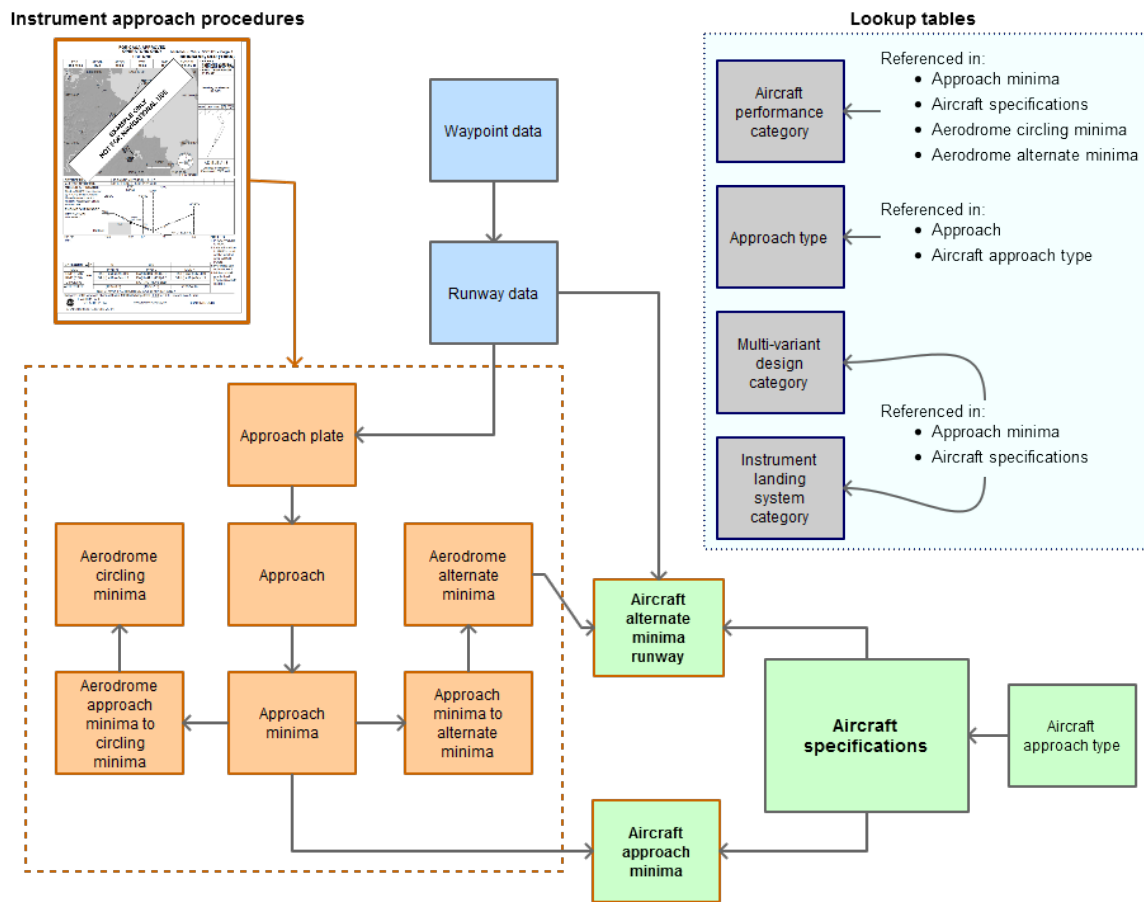 Instrument approach procedures
Lookup tables
EXAMPLE ONLY
NOT FOR NAVIGATIONAL USE
Waypoint data
Runway data
Aircraft
performance
category
Referenced in:
• Approach minima
• Aircraft specifications
• Aerodrome circling minima
• Aerodrome alternate minima
Approach type
Referenced in:
• Approach
• Aircraft approach type
Multi-variant
design
category
Referenced in:
• Approach minima
• Aircraft specifications
Instrument
landing
system
category
Approach plate
Aerodrome
circling
minima
Approach
Aerodrome
alternate
minima
Aircraft
alternate
minima
runway
Aerodrome
approach
minima to
circling
minima
Approach
minima
Approach
minima to
alternate
minima
Aircraft
specifications
Aircraft
approach type
Aircraft
approach
minima